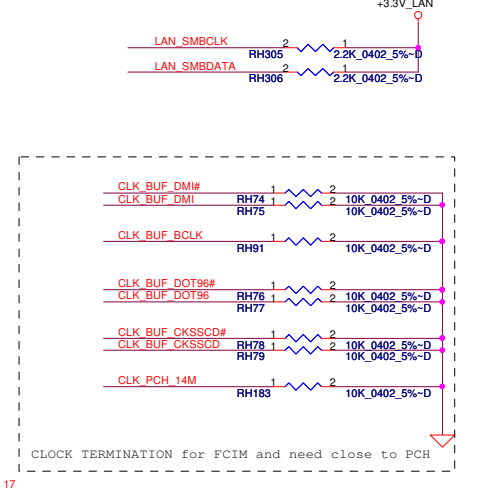 +3.3V_LAN
LAN_SMBCLK 2 1
RH305 2.2K_0402_5%~D
LAN_SMBDATA 2 1
RH306 2.2K_0402_5%~D
CLK_BUF_DMI# 1 2
RH74 10K_0402_5%~D
CLK_BUF_DMI 1 2
RH75 10K_0402_5%~D
CLK_BUF_BCLK 1 2
RH91 10K_0402_5%~D
CLK_BUF_DOT96# 1 2
RH76 10K_0402_5%~D
CLK_BUF_DOT96 1 2
RH77 10K_0402_5%~D
CLK_BUF_CKSSCD# 1 2
RH78 10K_0402_5%~D
CLK_BUF_CKSSCD 1 2
RH79 10K_0402_5%~D
CLK_PCH_14M 1 2
RH183 10K_0402_5%~D
CLOCK TERMINATION for FCIM and need close to PCH
17